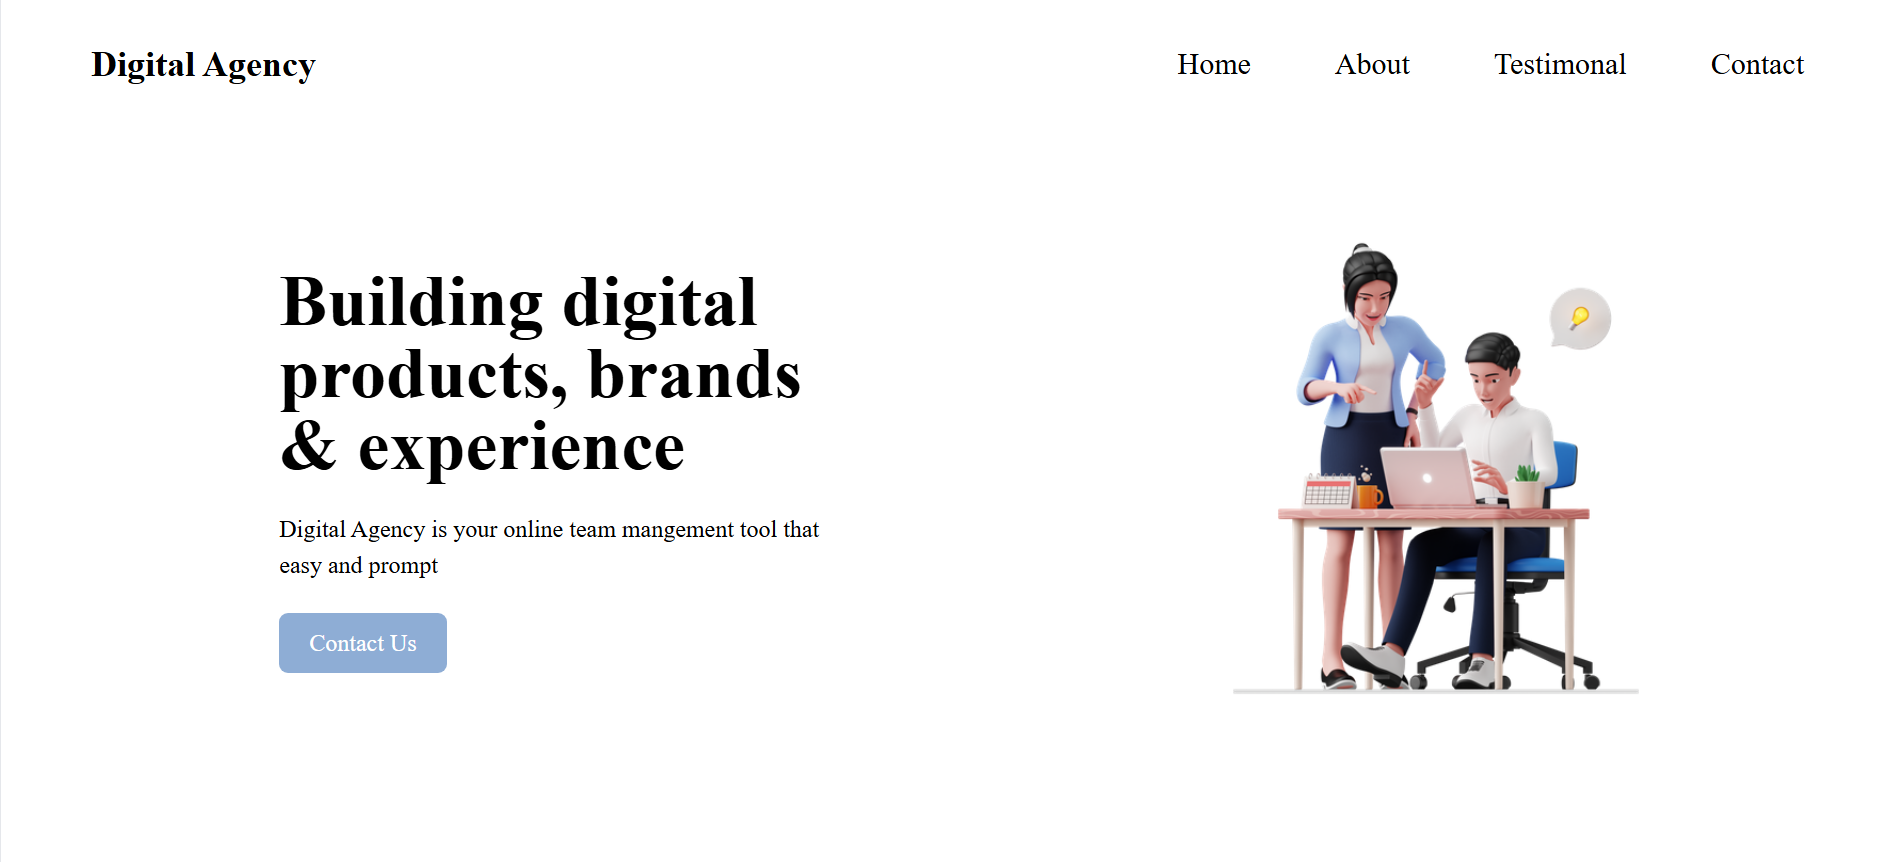 Digital Agency
Home About Testimonal Contact
Building digital
products, brands
& experience
Digital Agency is your online team mangement tool that
easy and prompt
Contact Us